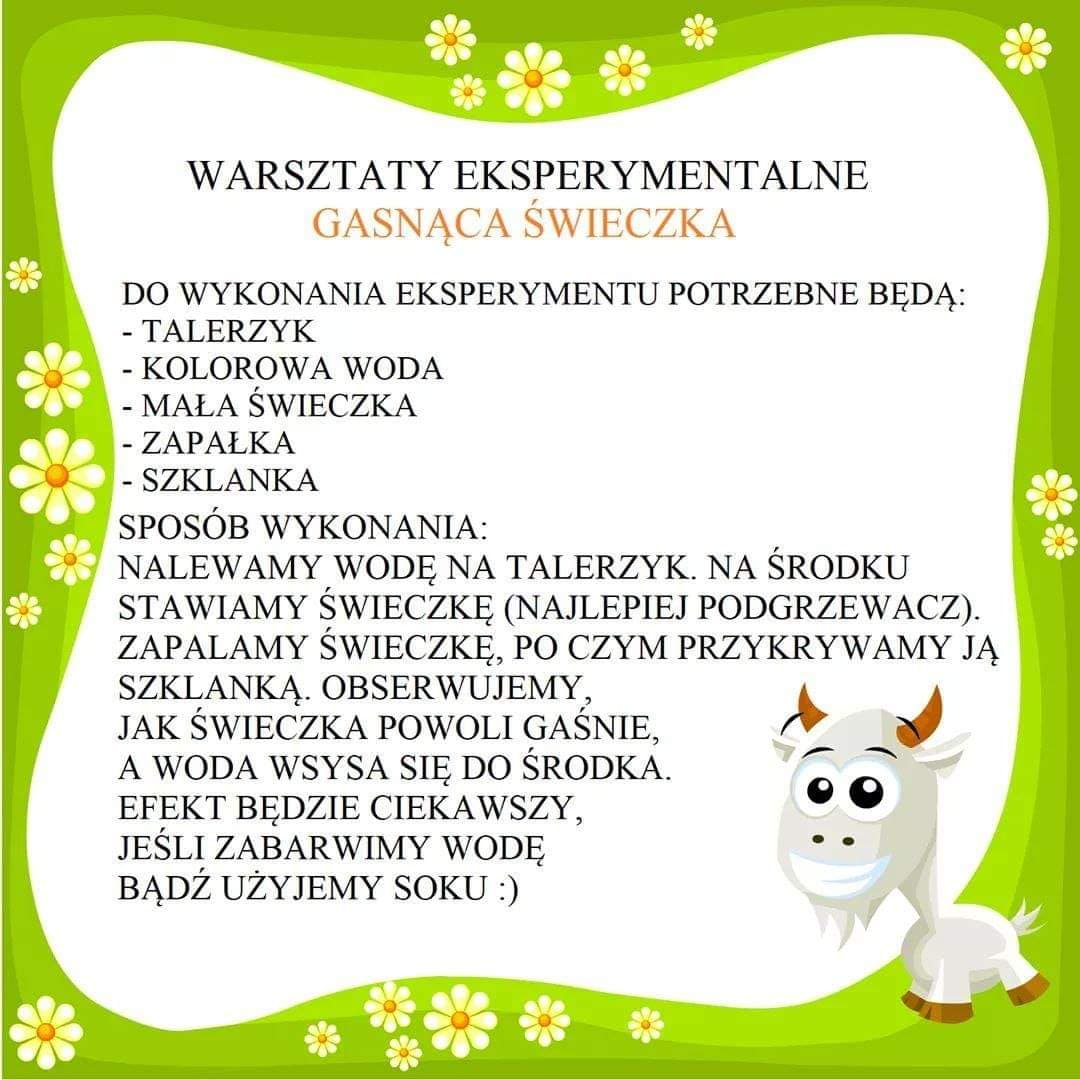 WARSZTATY EKSPERYMENTALNE
GASNĄCA ŚWIECZKA
DO WYKONANIA EKSPERYMENTU POTRZEBNE BĘDĄ:
- TALERZYK
- KOLOROWA WODA
- MAŁA ŚWIECZKA
- ZAPAŁKA
- SZKLANKA
SPOSÓB WYKONANIA:
NALEWAMY WODĘ NA TALERZYK. NA ŚRODKU
STAWIAMY ŚWIECZKĘ (NAJLEPIEJ PODGRZEWACZ).
ZAPALAMY ŚWIECZKĘ, PO CZYM PRZYKRYWAMY JĄ
SZKLANKĄ. OBSERWUJEMY,
JAK ŚWIECZKA POWOLI GAŚNIE,
A WODA WSYSA SIĘ DO ŚRODKA.
EFEKT BĘDZIE CIEKAWSZY,
JEŚLI ZABARWIMY WODĘ
BĄDŹ UŻYJEMY SOKU :)